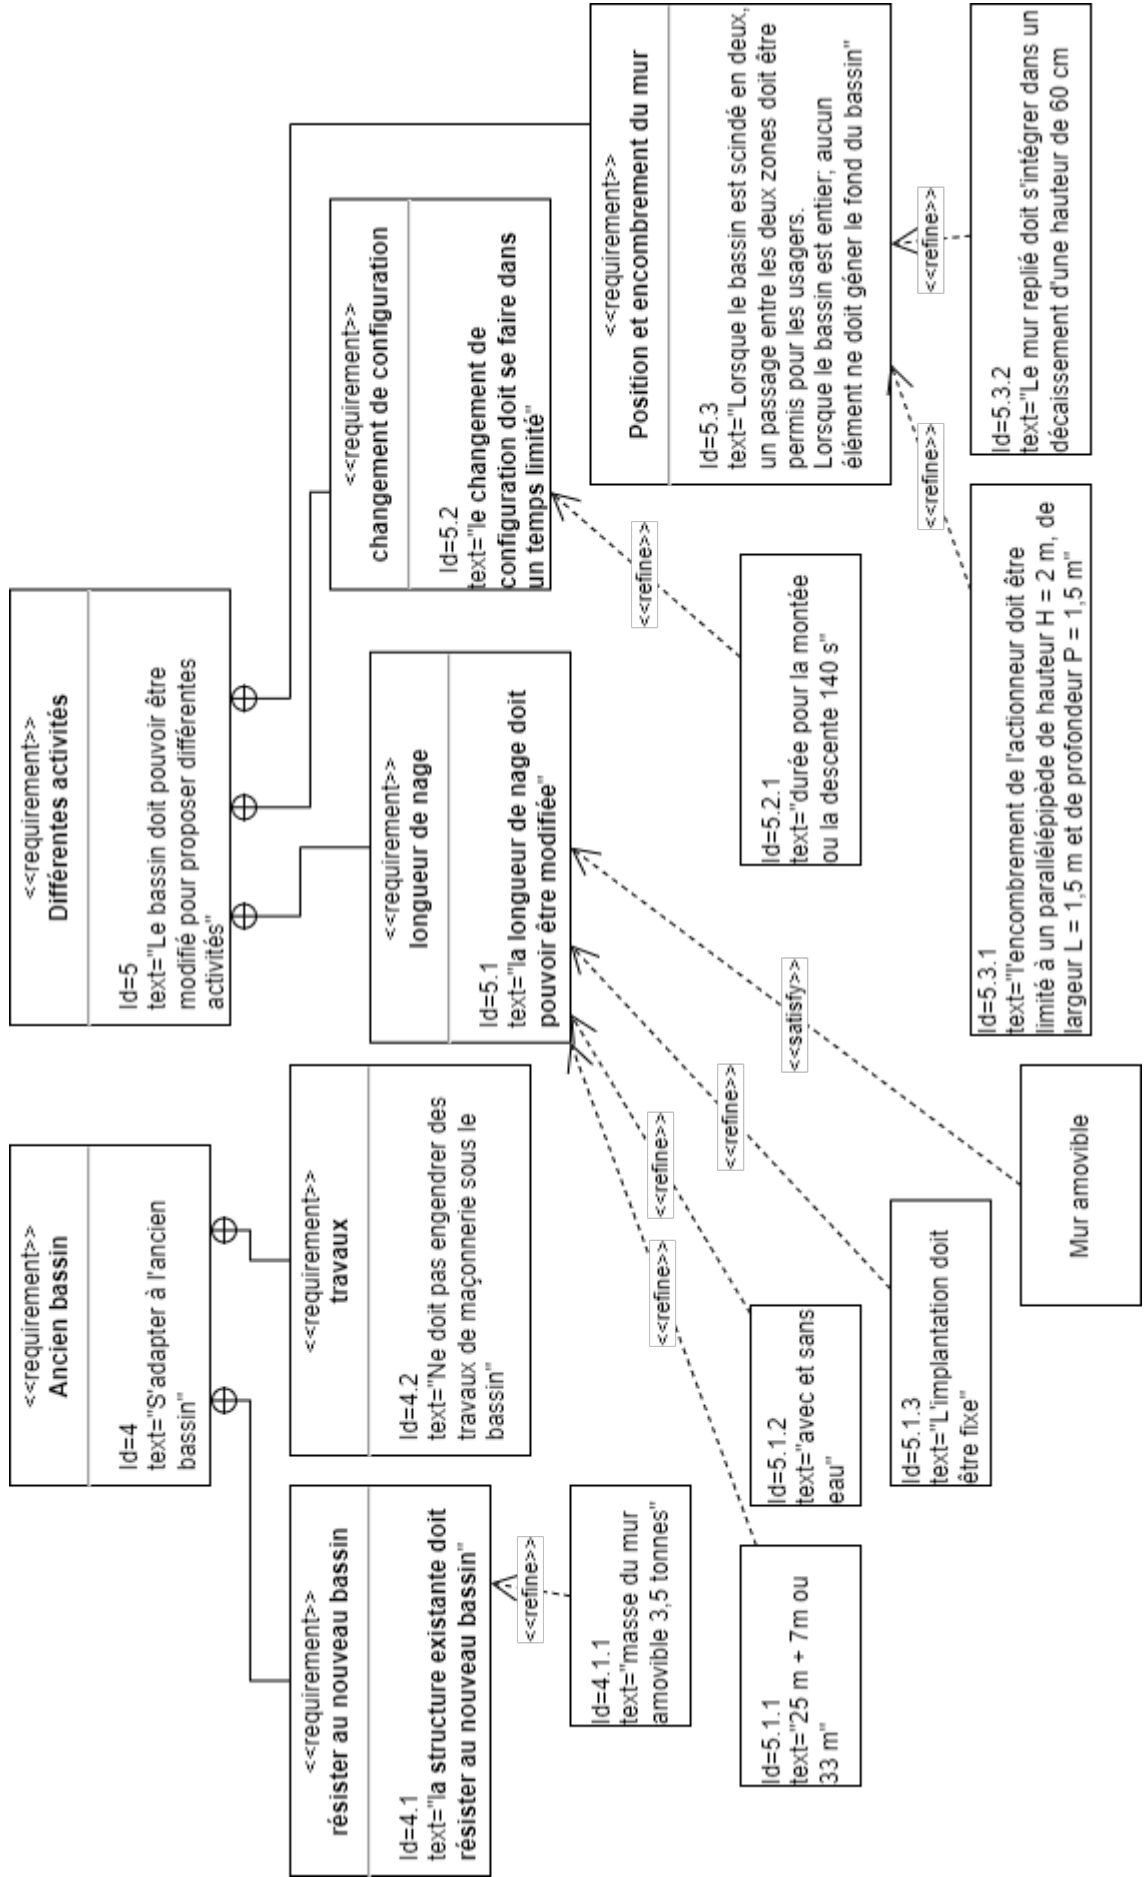 <<requirement>>
Ancien bassin
Id=4
text="S'adapter à l'ancien
bassin"
<<requirement>>
Différentes activités
Id=5
text="Le bassin doit pouvoir être
modifié pour proposer différentes
activités"
<<requirement>>
résister au nouveau bassin
Id=4.1
text="la structure existante doit
résister au nouveau bassin"
<<requirement>>
travaux
Id=4.2
text="Ne doit pas engendrer des
travaux de maçonnerie sous le
bassin"
<<requirement>>
longueur de nage
Id=5.1
text="la longueur de nage doit
pouvoir être modifiée"
<<requirement>>
changement de configuration
Id=5.2
text="le changement de
configuration doit se faire dans
un temps limité"
<<requirement>>
Position et encombrement du mur
Id=5.3
text="Lorsque le bassin est scindé en deux,
un passage entre les deux zones doit être
permis pour les usagers.
Lorsque le bassin est entier, aucun
élément ne doit géner le fond du bassin"
<<refine>>
Id=4.1.1
text="masse du mur
amovible 3,5 tonnes"
<<refine>>
<<refine>>
<<refine>>
<<satisfy>>
<<refine>>
<<refine>>
<<refine>>
Id=5.1.1
text="25 m + 7m ou
33 m"
Id=5.1.2
text="avec et sans
eau"
Id=5.1.3
text="L'implantation doit
être fixe"
Mur amovible
Id=5.2.1
text="durée pour la montée
ou la descente 140 s"
Id=5.3.1
text="l'encombrement de l'actionneur doit être
limité à un parallélépipède de hauteur H = 2 m, de
largeur L = 1,5 m et de profondeur P = 1,5 m"
Id=5.3.2
text="Le mur replié doit s'intégrer dans un
décaissement d'une hauteur de 60 cm